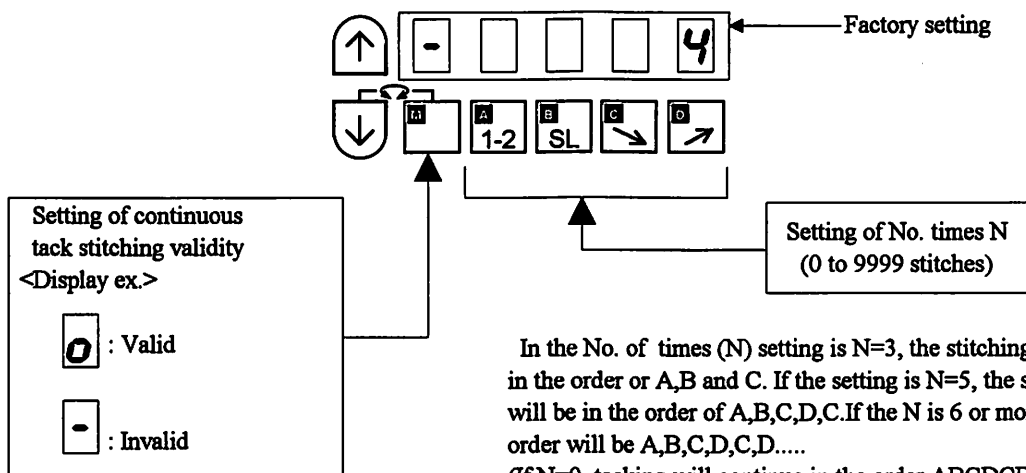 - 4
Factory setting
M A B C D
1-2 SL
Setting of continuous
tack stitching validity
<Display ex.>
o : Valid
- : Invalid
Setting of No. times N
(0 to 9999 stitches)
In the No. of times (N) setting is N=3, the stitching
in the order or A,B and C. If the setting is N=5, the s
will be in the order of A,B,C,D,C.If the N is 6 or mo
order will be A,B,C,D,C,D.....